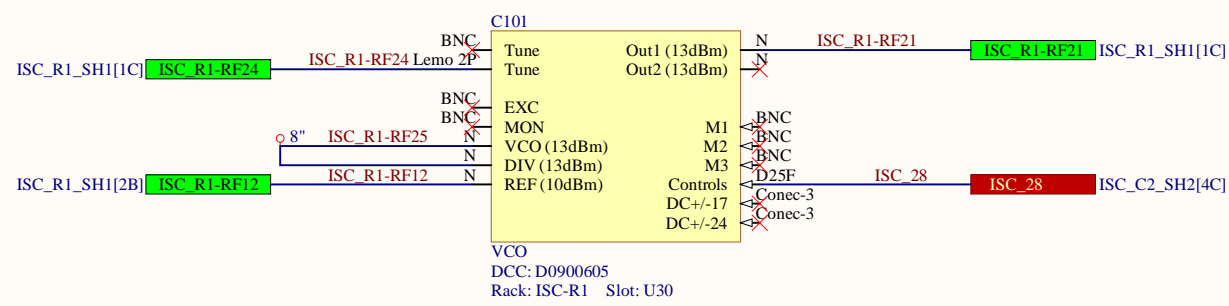 C101
BNC Tune Out1 (13dBm) N ISC_R1-RF21 ISC_R1-RF21 ISC_R1_SH1[1C]
ISC_R1_SH1[1C] ISC_R1-RF24 ISC_R1-RF24 Lemo 2P Tune Out2 (13dBm) N
BNC EXC
BNC MON M1 BNC
8" ISC_R1-RF25 N VCO (13dBm) M2 BNC
N DIV (13dBm) M3 BNC
ISC_R1_SH1[2B] ISC_R1-RF12 ISC_R1-RF12 N REF (10dBm) Controls D25F ISC_28 ISC_28 ISC_C2_SH2[4C]
DC+/-17 Conec-3
DC+/-24 Conec-3
VCO
DCC: D0900605
Rack: ISC-R1 Slot: U30